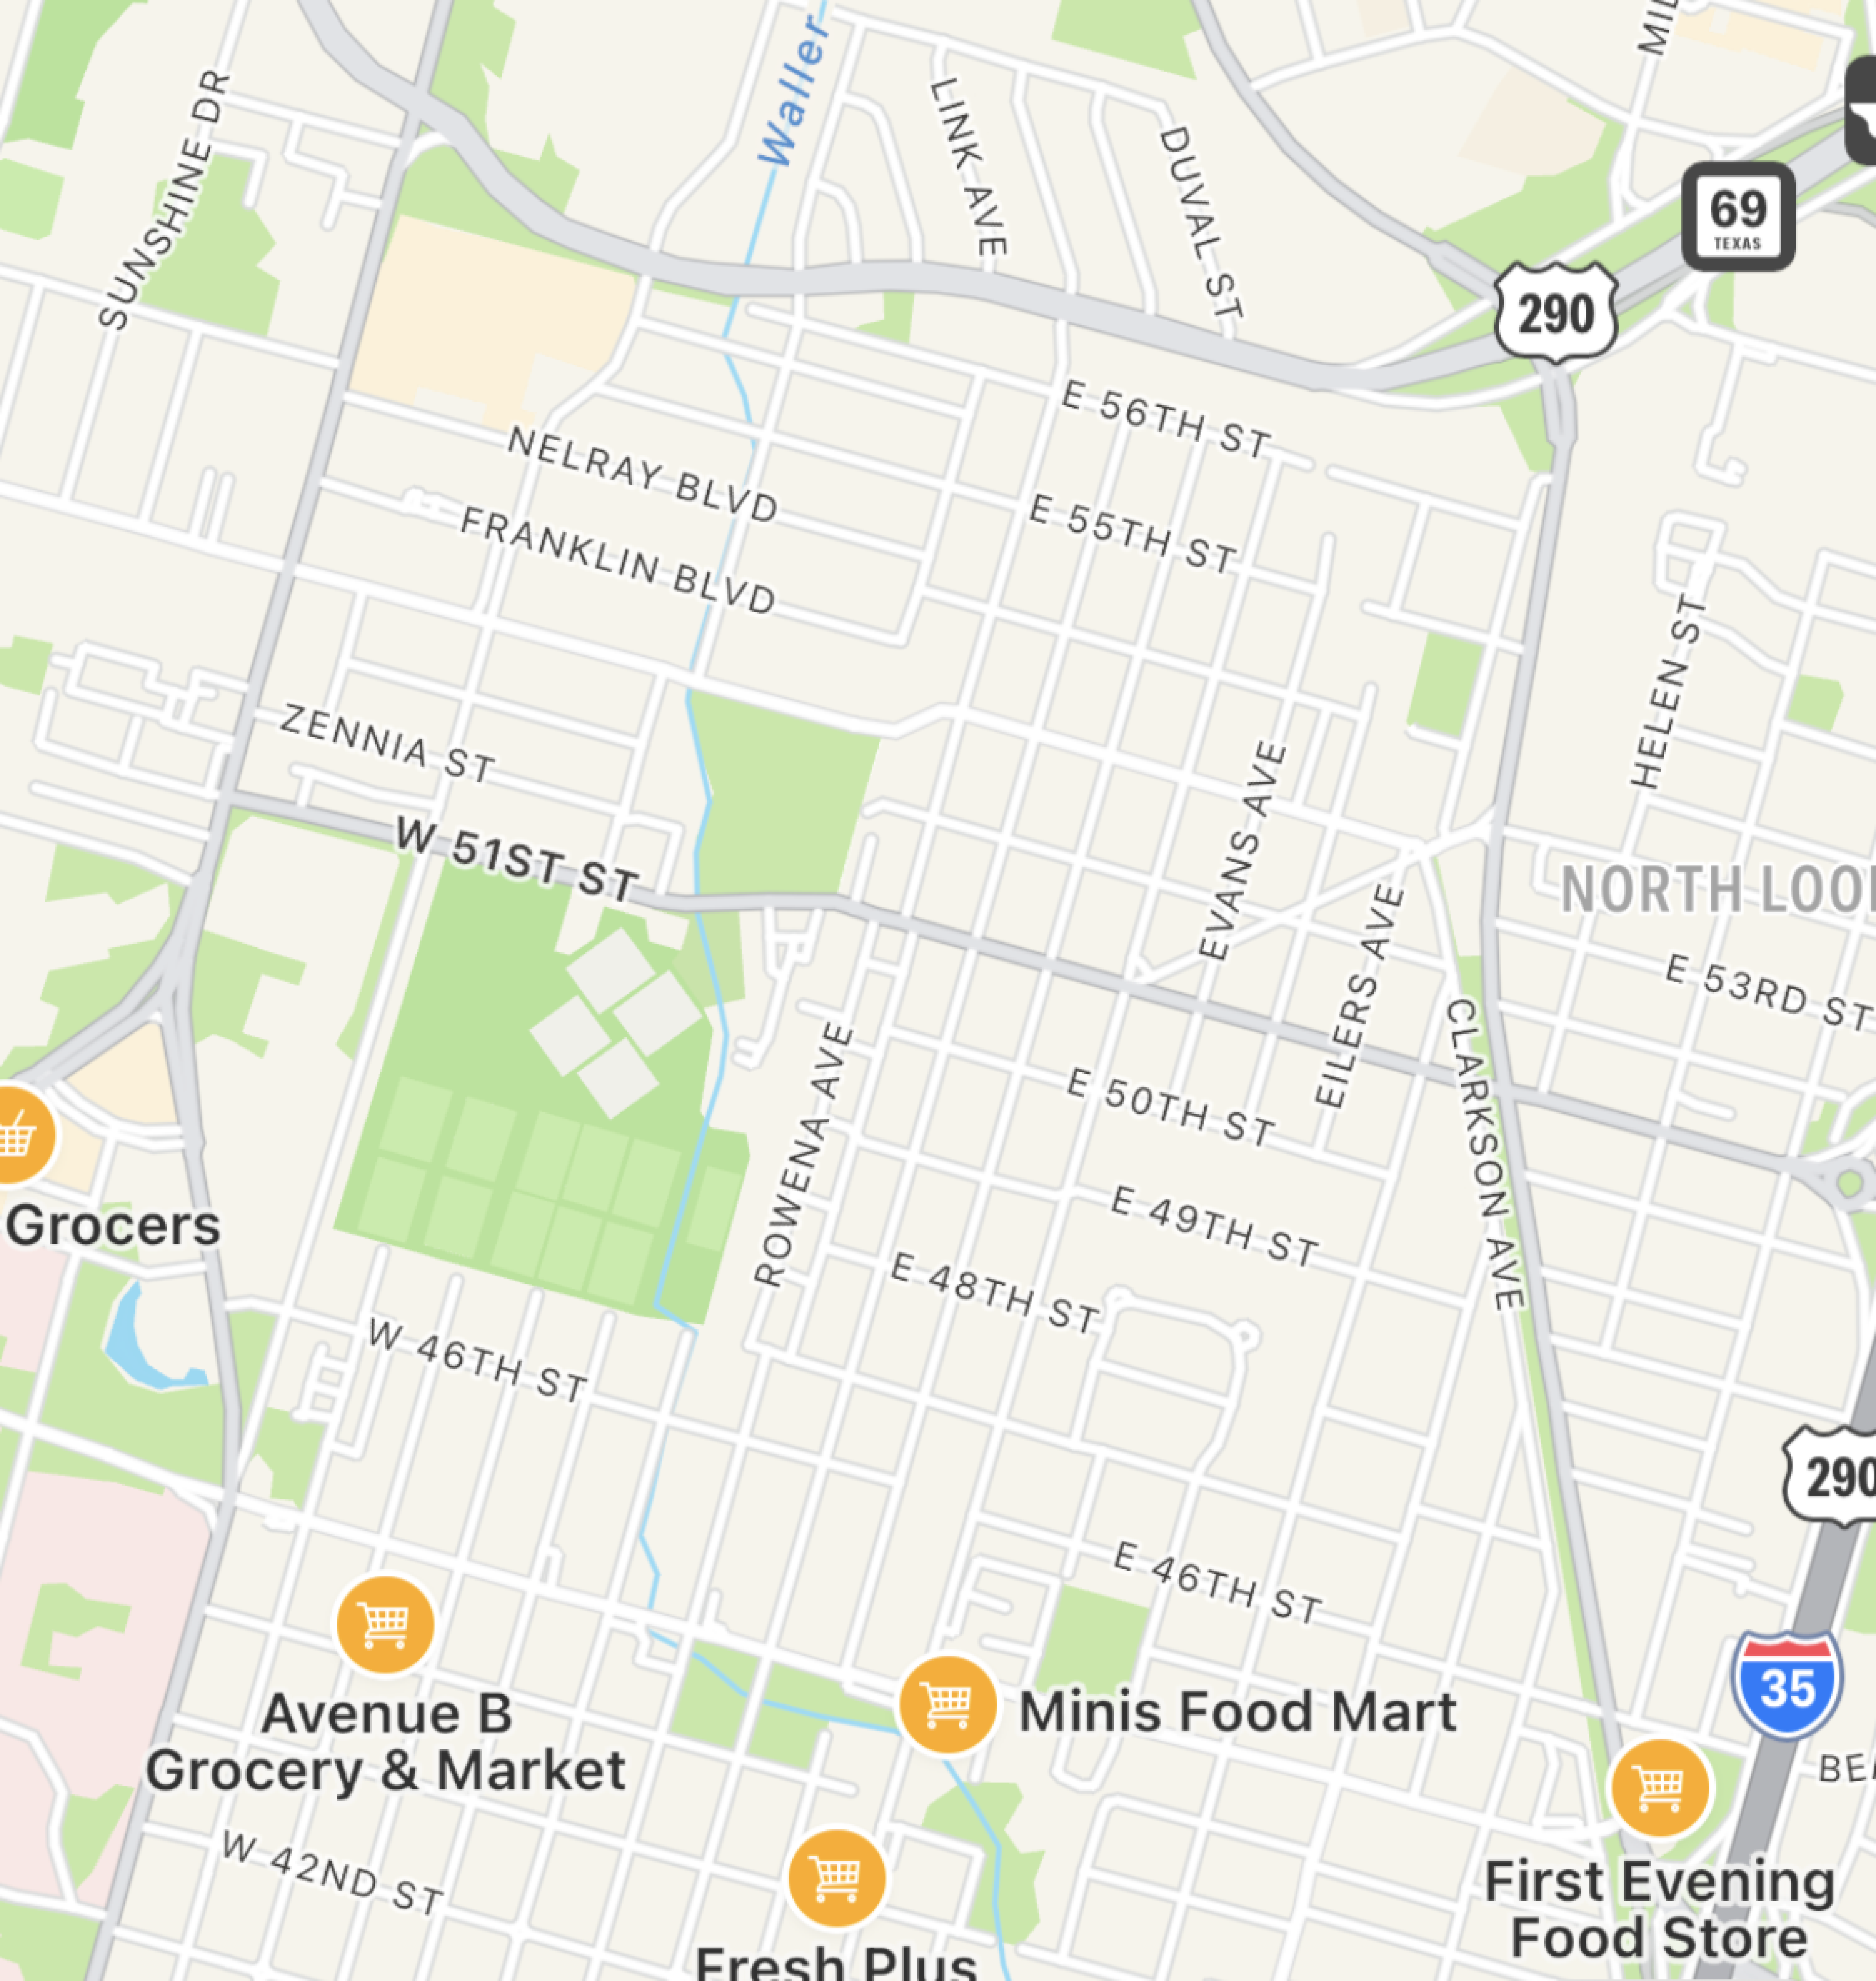 Waller
MIL
SUNSHINE DR
LINK AVE
DUVAL ST
69
TEXAS
290
E 56TH ST
NELRAY BLVD
E 55TH ST
FRANKLIN BLVD
HELEN ST
ZENNIA ST
W 51ST ST
EVANS AVE
NORTH LOO
EILERS AVE
E 53RD ST
CLARKSON AVE
ROWENA AVE
E 50TH ST
E 49TH ST
Grocers
E 48TH ST
W 46TH ST
290
E 46TH ST
35
Avenue B
Grocery & Market
Minis Food Mart
BE
W 42ND ST
First Evening
Food Store
Fresh Plus